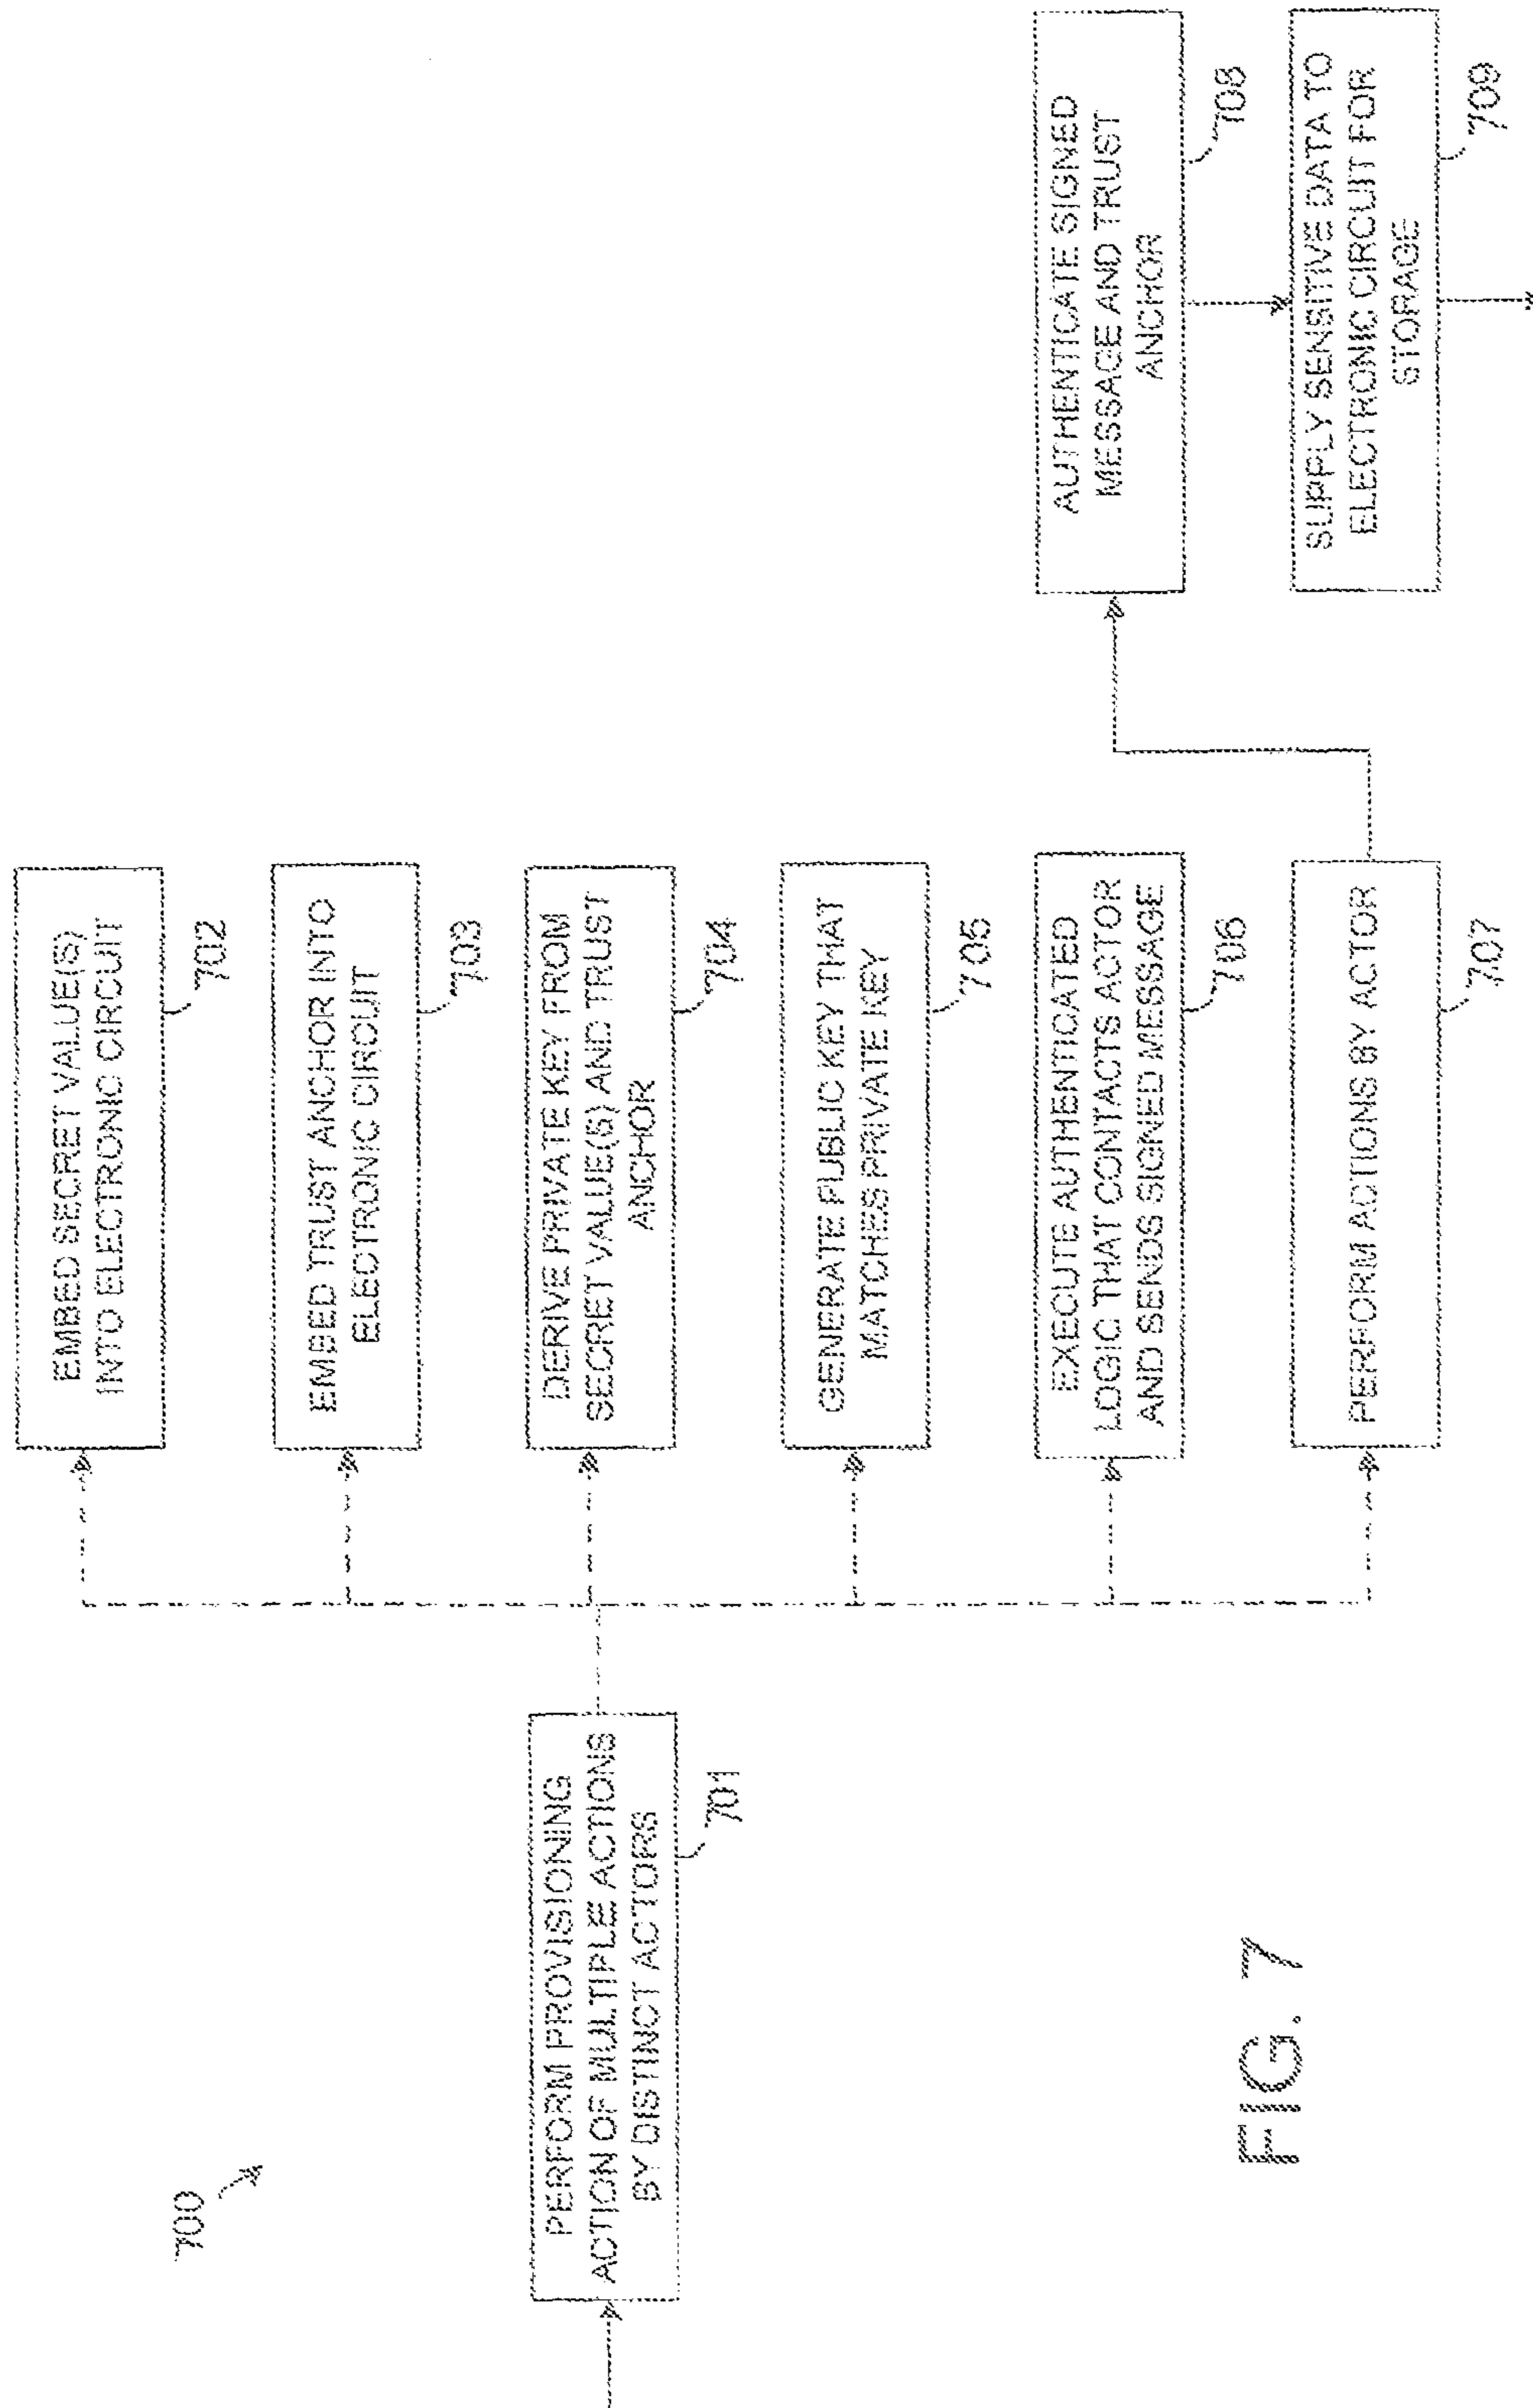 700
PERFORM PROVISIONING
ACTION OF MULTIPLE ACTIONS
BY DISTINCT ACTORS
701
EMBED SECRET VALUE(S)
INTO ELECTRONIC CIRCUIT
702
EMBED TRUST ANCHOR INTO
ELECTRONIC CIRCUIT
703
DERIVE PRIVATE KEY FROM
SECRET VALUE(S) AND TRUST
ANCHOR
704
GENERATE PUBLIC KEY THAT
MATCHES PRIVATE KEY
705
EXECUTE AUTHENTICATED
LOGIC THAT CONTACTS ACTOR
AND SENDS SIGNED MESSAGE
706
PERFORM ACTIONS BY ACTOR
707
AUTHENTICATE SIGNED
MESSAGE AND TRUST
ANCHOR
708
SUPPLY SENSITIVE DATA TO
ELECTRONIC CIRCUIT FOR
STORAGE
709
FIG. 7